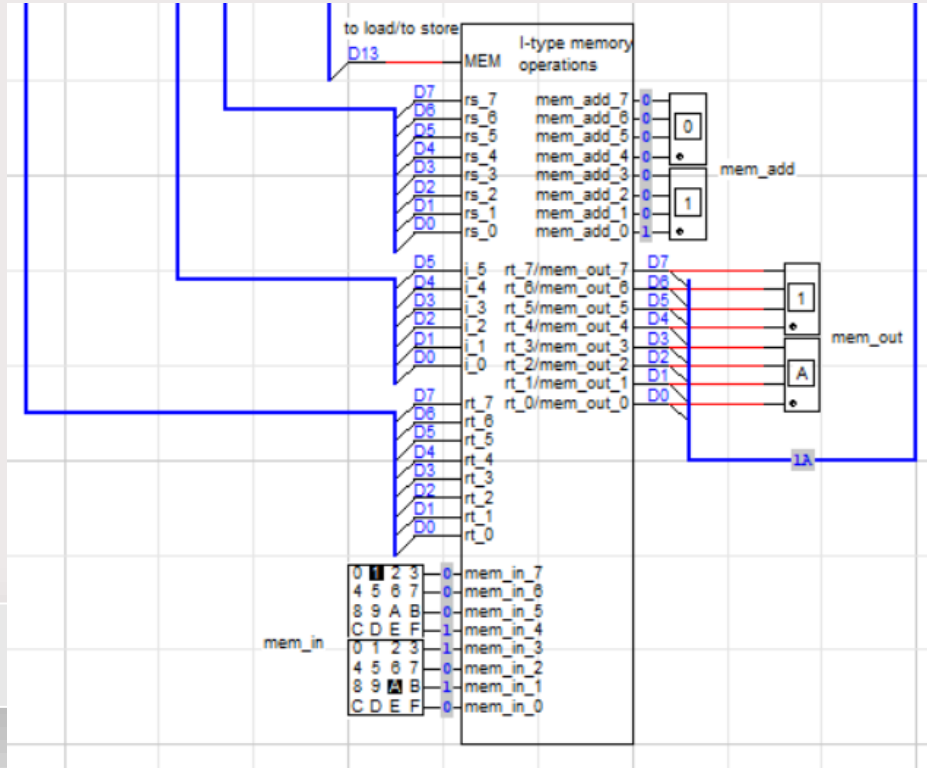 to load/to store
I-type memory
operations
D13 MEM
D7 rs_7 mem_add_7 0
D6 rs_6 mem_add_6 0
D5 rs_5 mem_add_5 0
D4 rs_4 mem_add_4 0
D3 rs_3 mem_add_3 0
D2 rs_2 mem_add_2 0
D1 rs_1 mem_add_1 0
D0 rs_0 mem_add_0 1
0
1
mem_add
D5 i_5 rt_7/mem_out_7 D7
D4 i_4 rt_6/mem_out_6 D6
D3 i_3 rt_5/mem_out_5 D5
D2 i_2 rt_4/mem_out_4 D4
D1 i_1 rt_3/mem_out_3 D3
D0 i_0 rt_2/mem_out_2 D2
rt_1/mem_out_1 D1
D7 rt_7 rt_0/mem_out_0 D0
1
A
mem_out
D6 rt_6
D5 rt_5
D4 rt_4
D3 rt_3
D2 rt_2
D1 rt_1
D0 rt_0
1A
0 1 2 3 0 mem_in_7
4 5 6 7 0 mem_in_6
8 9 A B 0 mem_in_5
C D E F 1 mem_in_4
mem_in
0 1 2 3 1 mem_in_3
4 5 6 7 0 mem_in_2
8 9 A B 1 mem_in_1
C D E F 0 mem_in_0